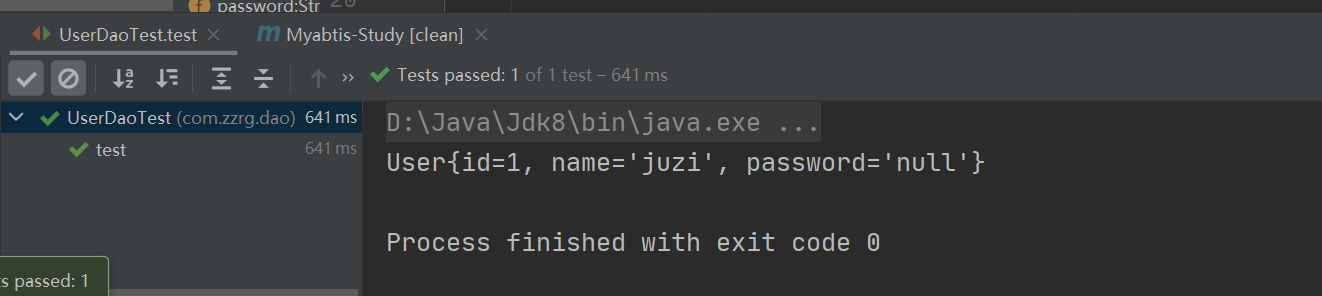 password:Str 20
UserDaoTest.test × Myabtis-Study [clean] ×
Tests passed: 1 of 1 test – 641 ms
UserDaoTest (com.zzrg.dao) 641 ms
test 641 ms
D:\Java\Jdk8\bin\java.exe ...
User{id=1, name='juzi', password='null'}
Process finished with exit code 0
ts passed: 1